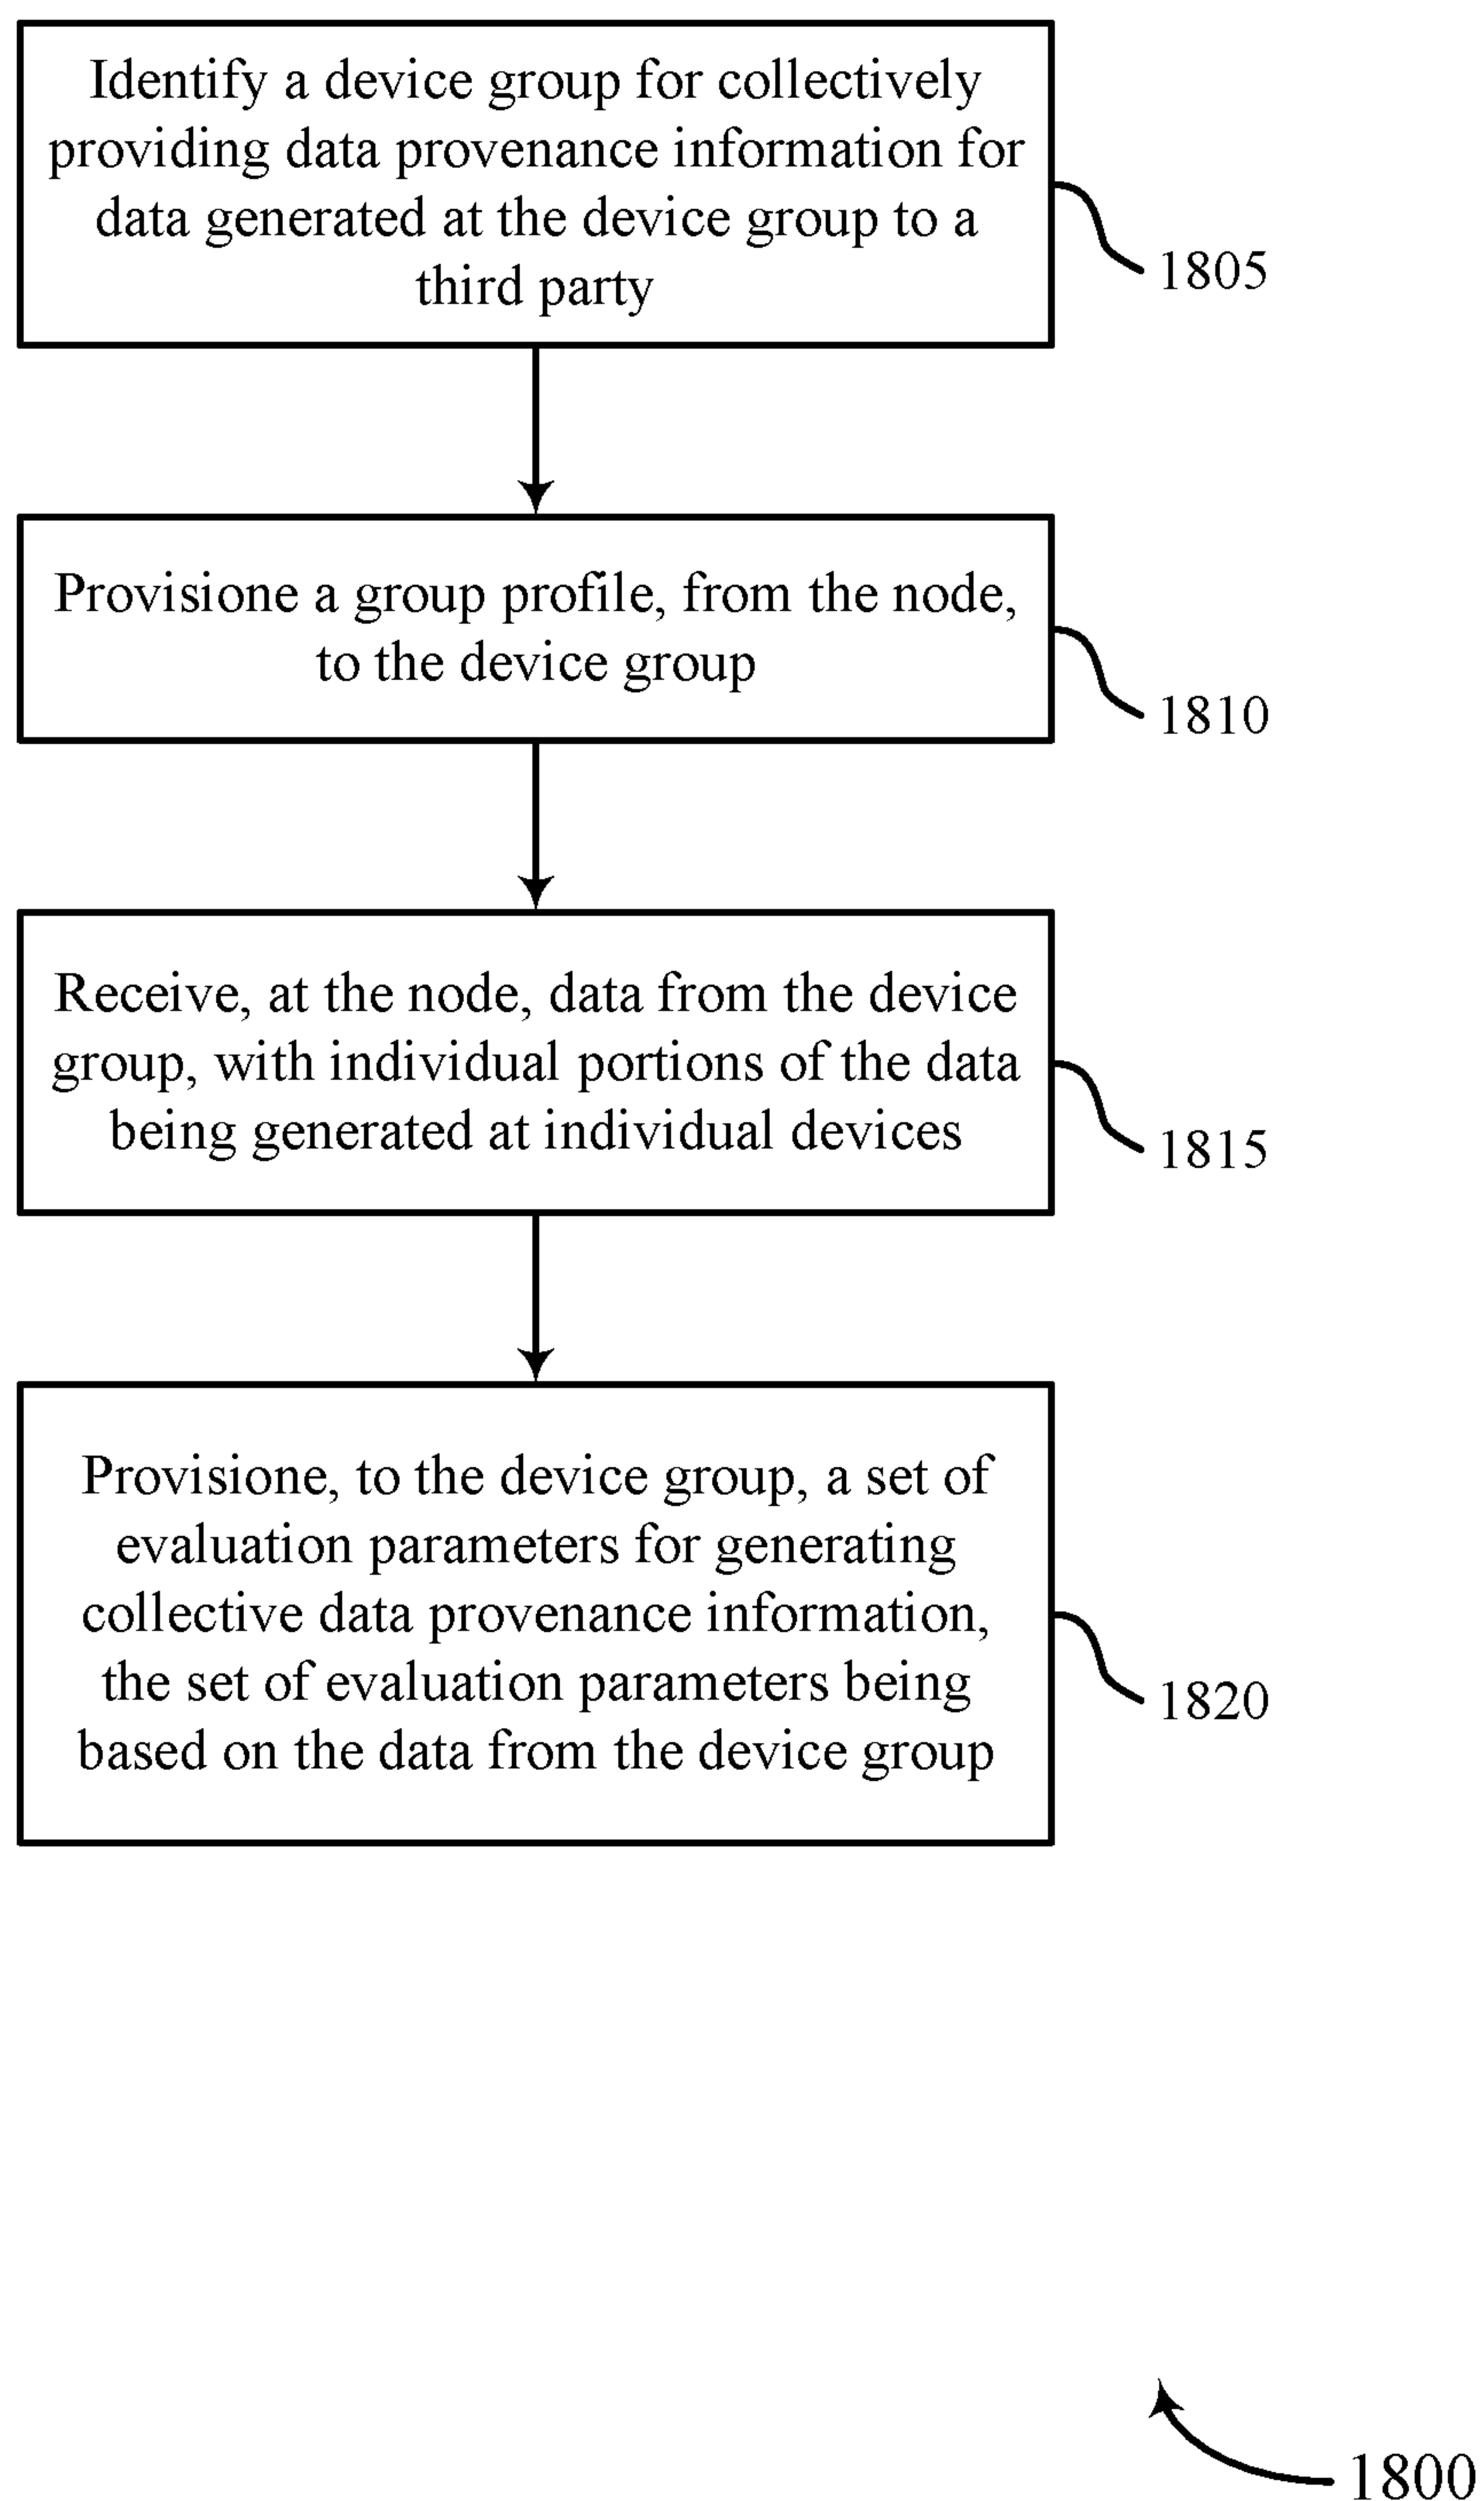 Identify a device group for collectively
providing data provenance information for
data generated at the device group to a
third party
1805
Provisione a group profile, from the node,
to the device group
1810
Receive, at the node, data from the device
group, with individual portions of the data
being generated at individual devices
1815
Provisione, to the device group, a set of
evaluation parameters for generating
collective data provenance information,
the set of evaluation parameters being
based on the data from the device group
1820
1800